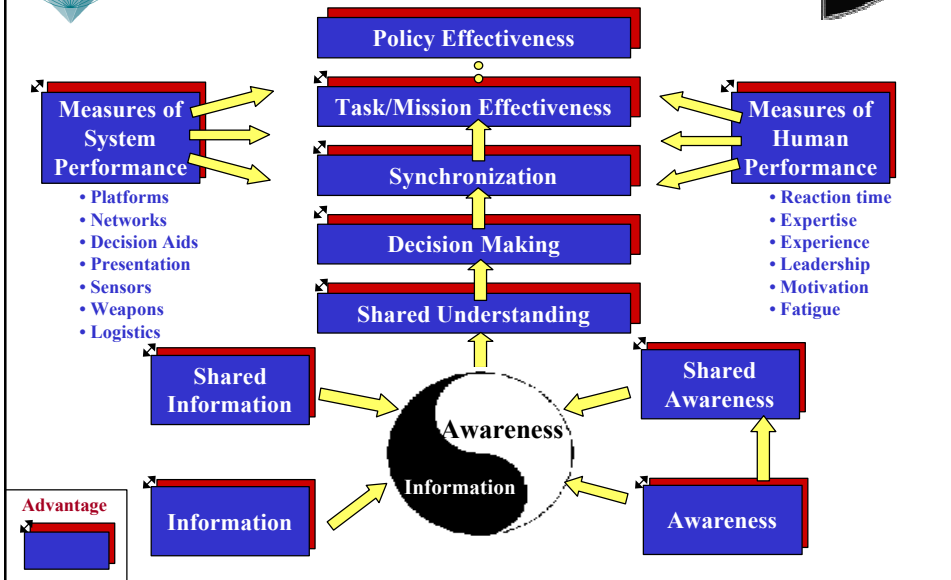 Policy Effectiveness
Measures of
System
Performance
• Platforms
• Networks
• Decision Aids
• Presentation
• Sensors
• Weapons
• Logistics
Task/Mission Effectiveness
Synchronization
Decision Making
Shared Understanding
Measures of
Human
Performance
• Reaction time
• Expertise
• Experience
• Leadership
• Motivation
• Fatigue
Shared
Information
Awareness
Information
Shared
Awareness
Information
Awareness
Advantage